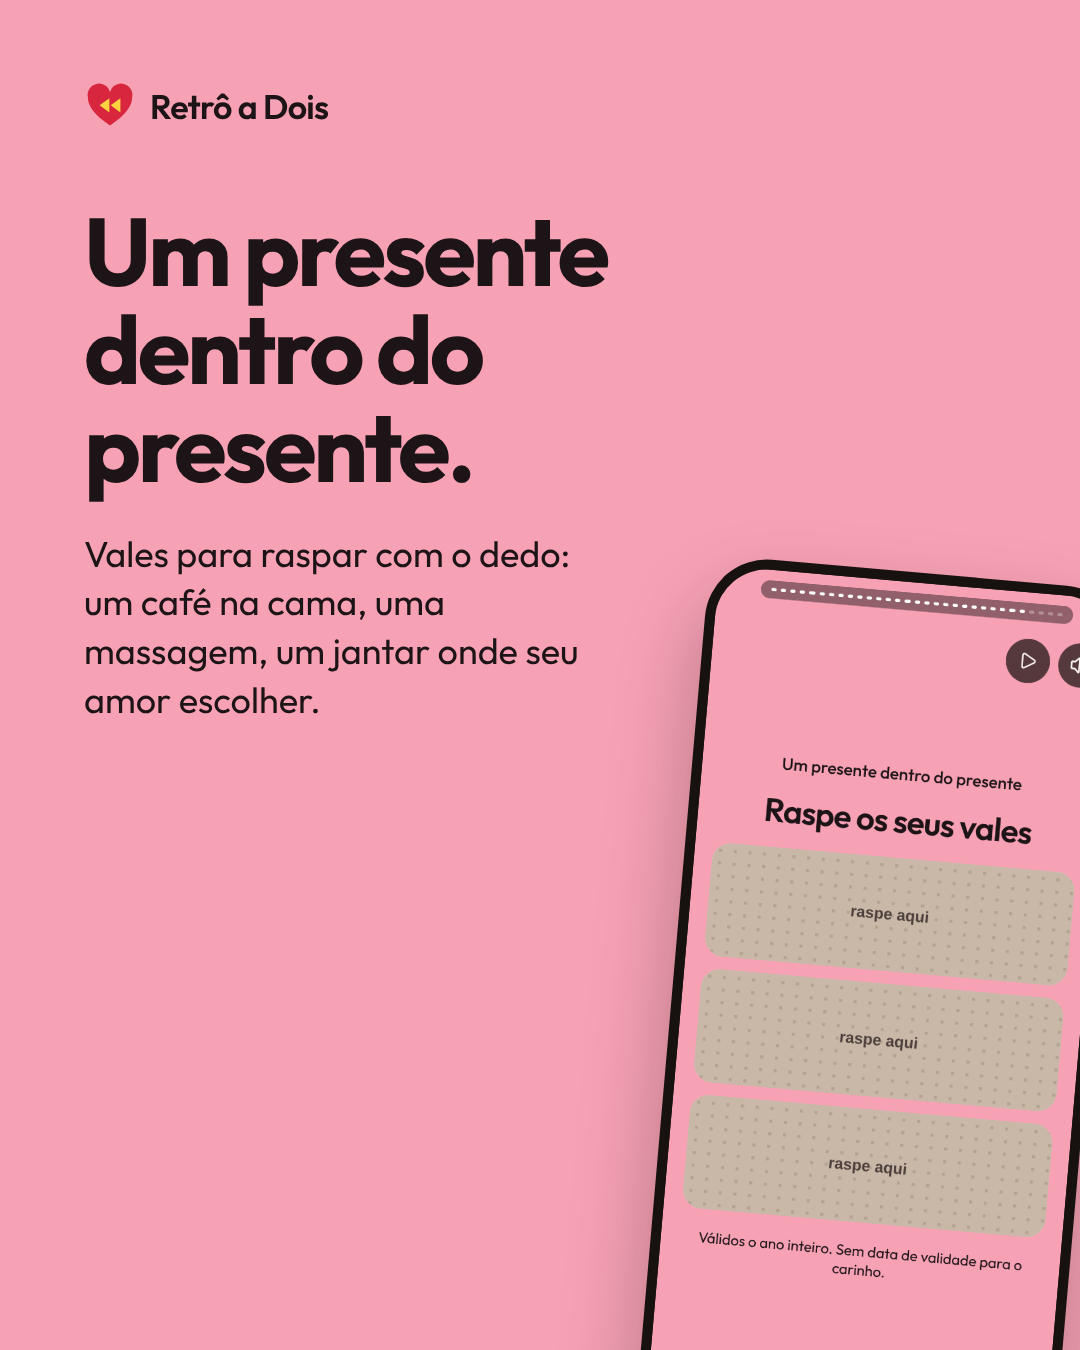 Retrô a Dois
Um presente
dentro do
presente.
Vales para raspar com o dedo:
um café na cama, uma
massagem, um jantar onde seu
amor escolher.
Um presente dentro do presente
Raspe os seus vales
raspe aqui
raspe aqui
raspe aqui
Válidos o ano inteiro. Sem data de validade para o
carinho.